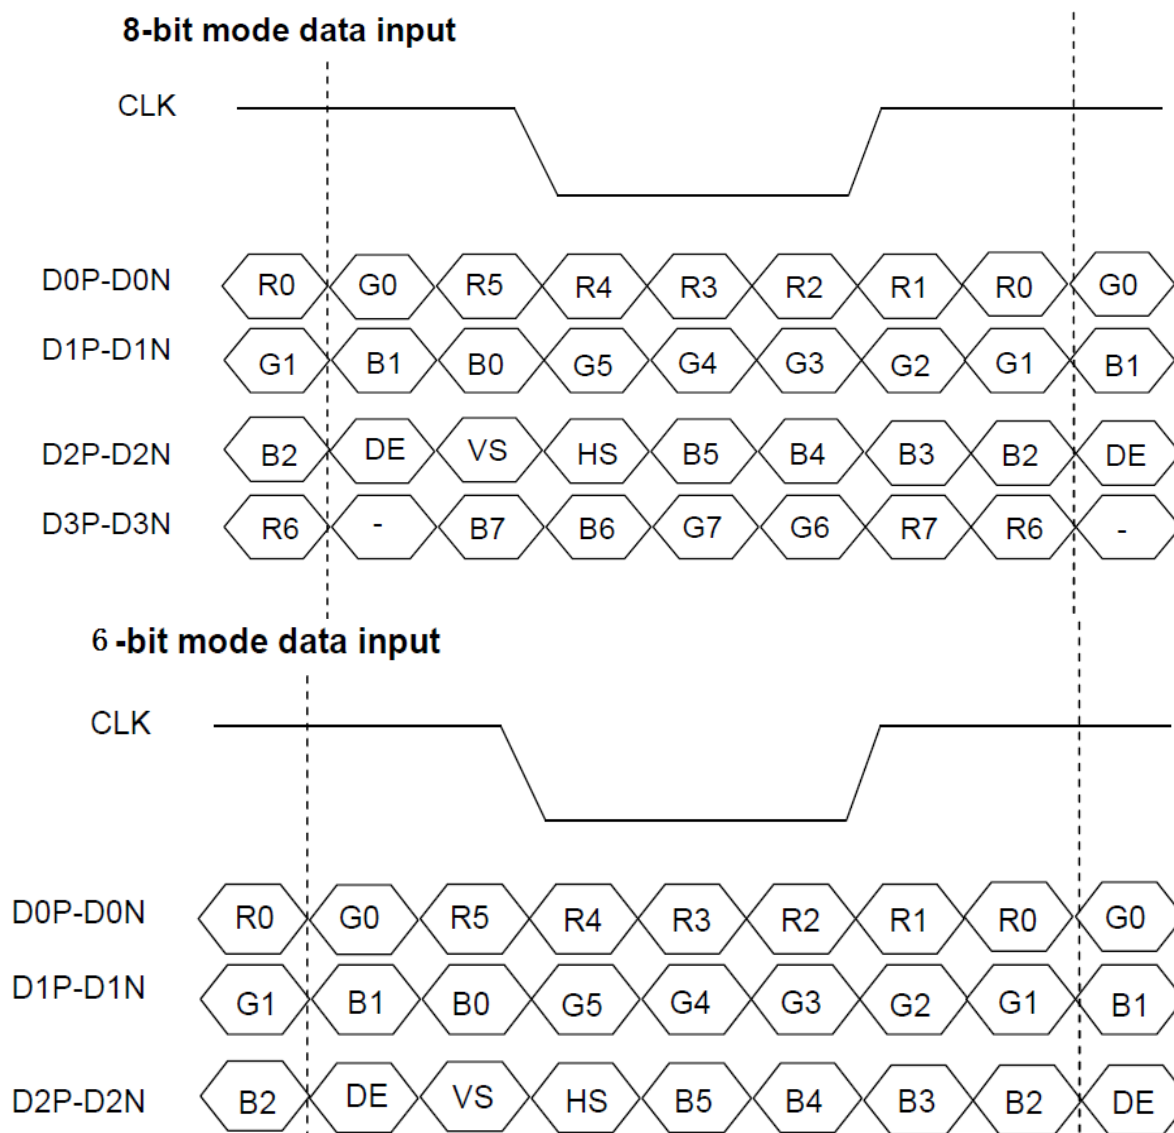 8-bit mode data input
CLK
D0P-D0N R0 G0 R5 R4 R3 R2 R1 R0 G0
D1P-D1N G1 B1 B0 G5 G4 G3 G2 G1 B1
D2P-D2N B2 DE VS HS B5 B4 B3 B2 DE
D3P-D3N R6 - B7 B6 G7 G6 R7 R6 -
6 -bit mode data input
CLK
D0P-D0N R0 G0 R5 R4 R3 R2 R1 R0 G0
D1P-D1N G1 B1 B0 G5 G4 G3 G2 G1 B1
D2P-D2N B2 DE VS HS B5 B4 B3 B2 DE